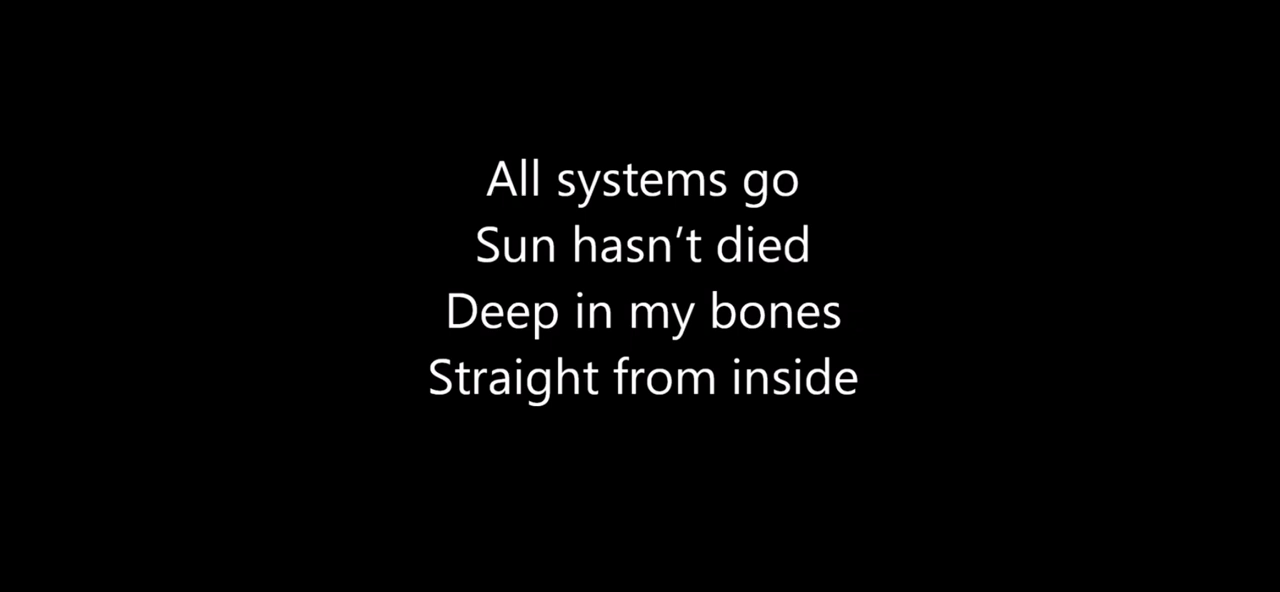 All systems go
Sun hasn’t died
Deep in my bones
Straight from inside